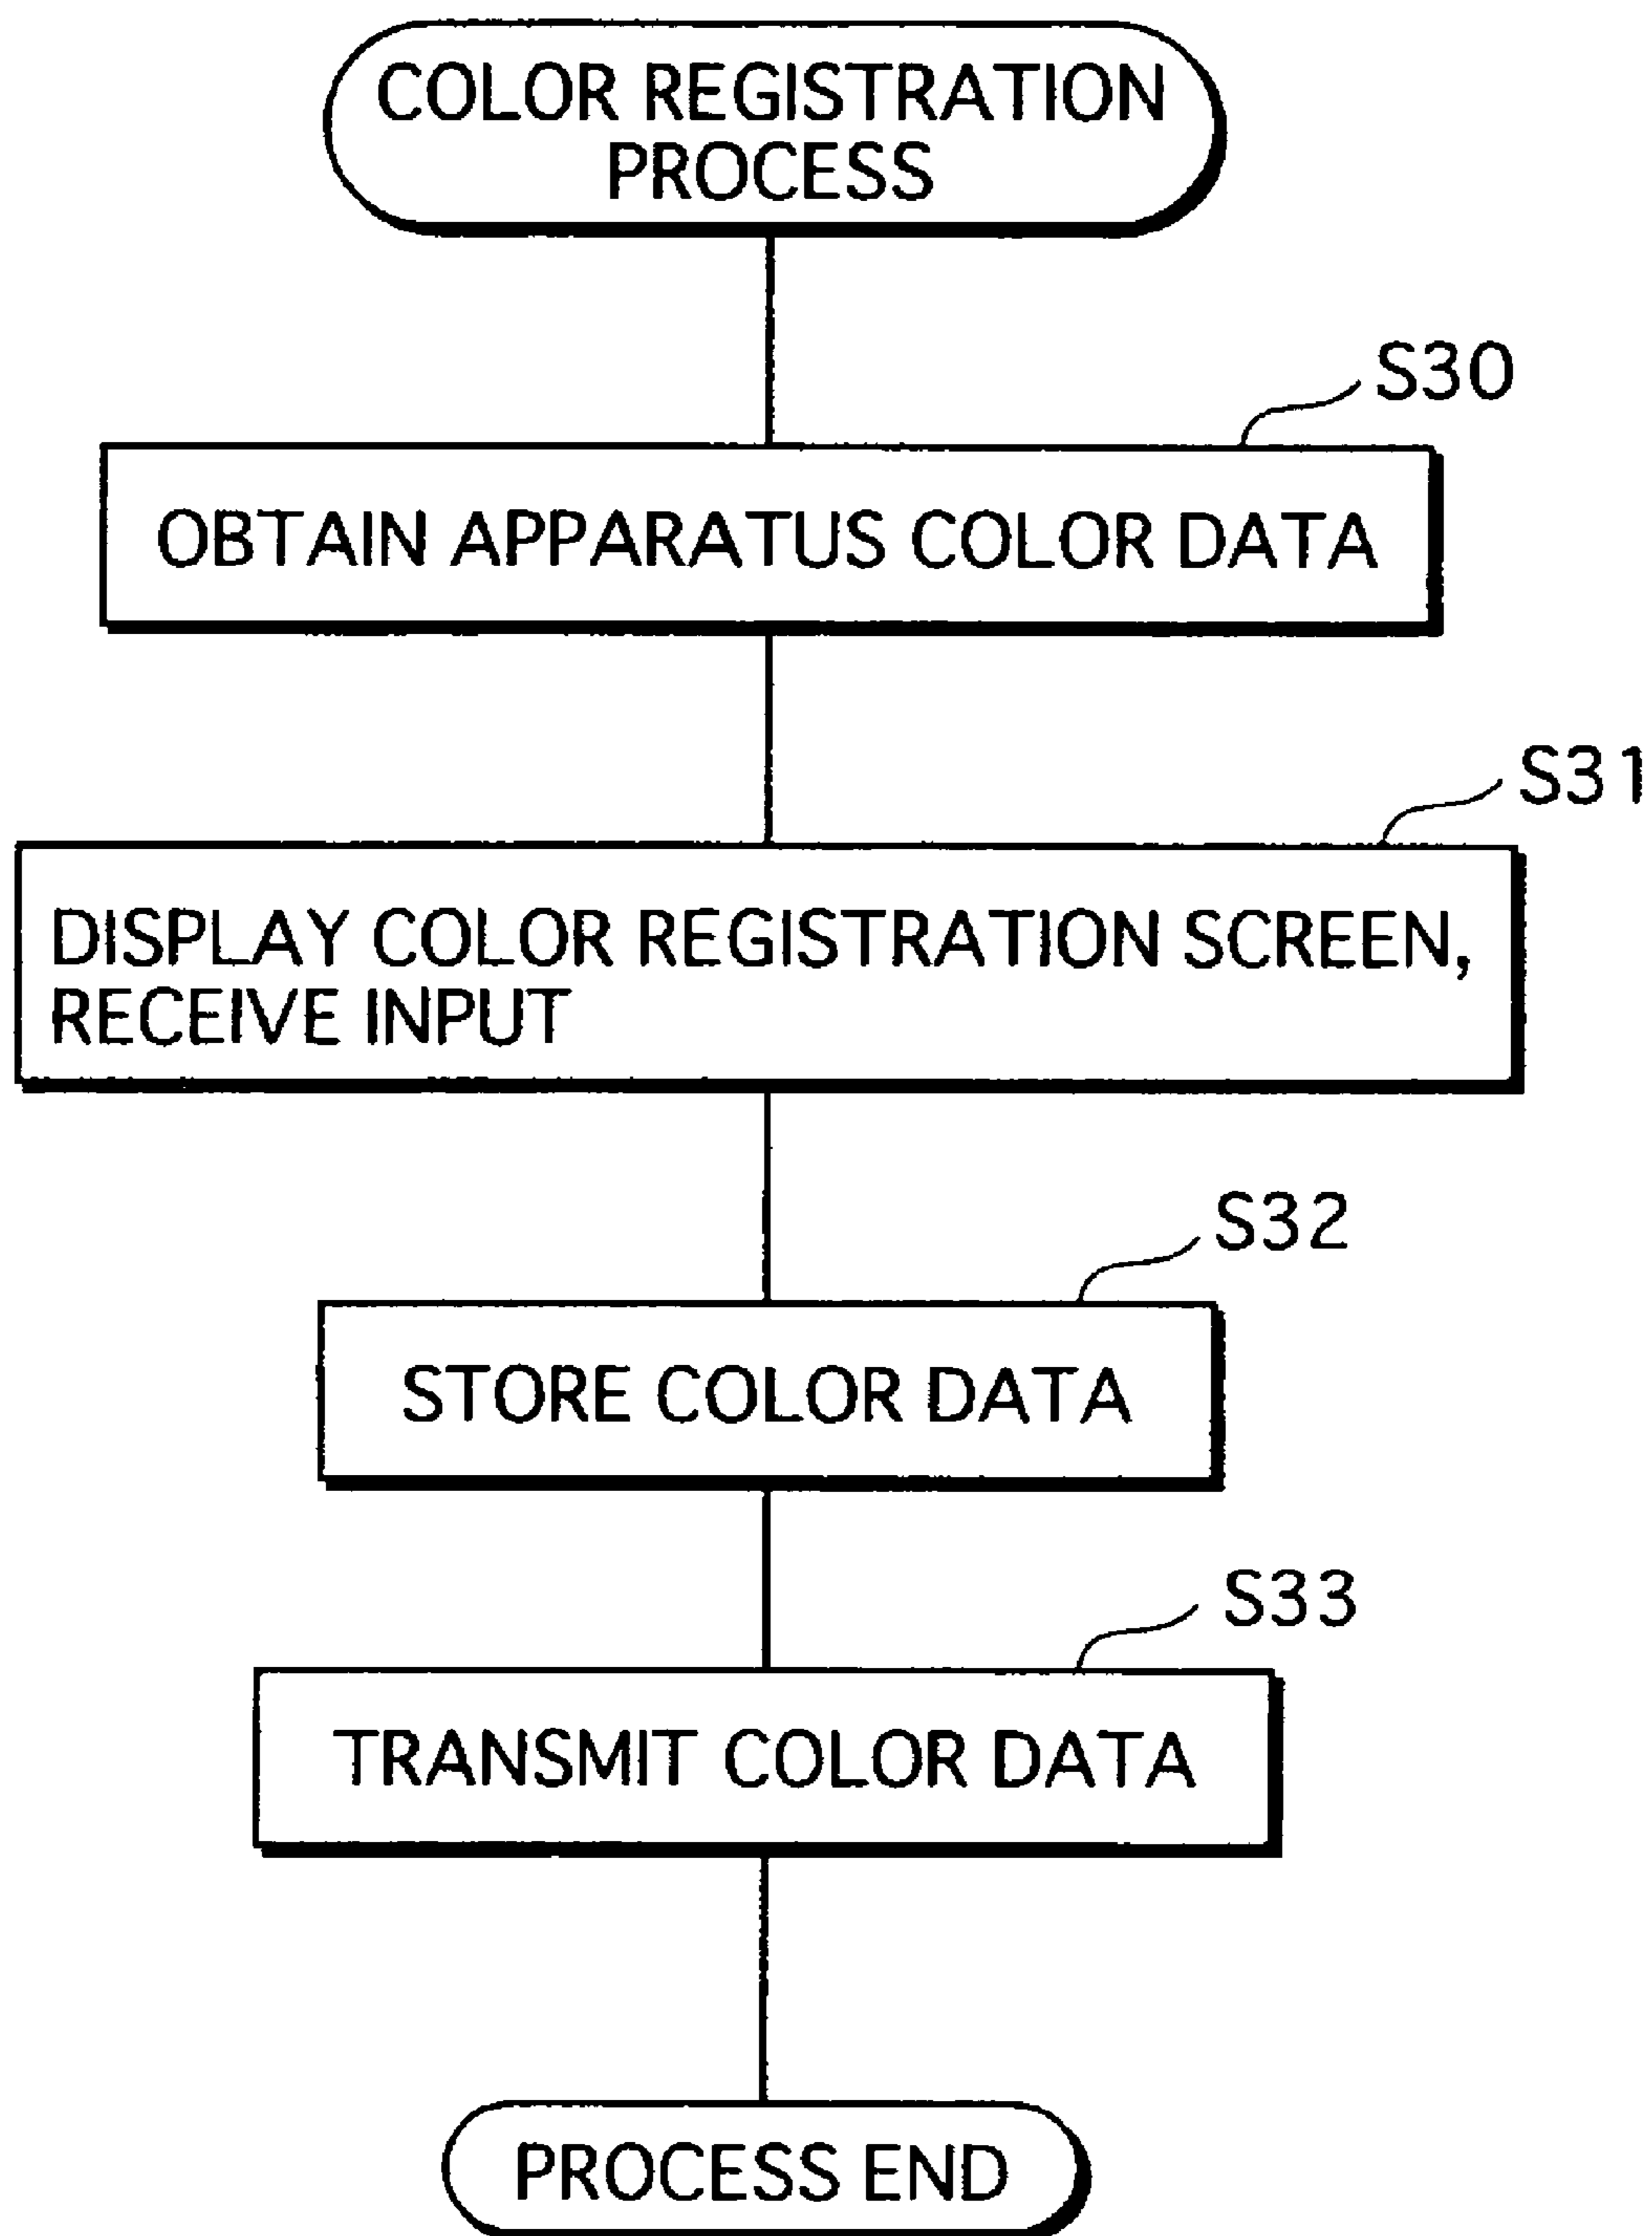 COLOR REGISTRATION
PROCESS
S30
OBTAIN APPARATUS COLOR DATA
S31
DISPLAY COLOR REGISTRATION SCREEN,
RECEIVE INPUT
S32
STORE COLOR DATA
S33
TRANSMIT COLOR DATA
PROCESS END